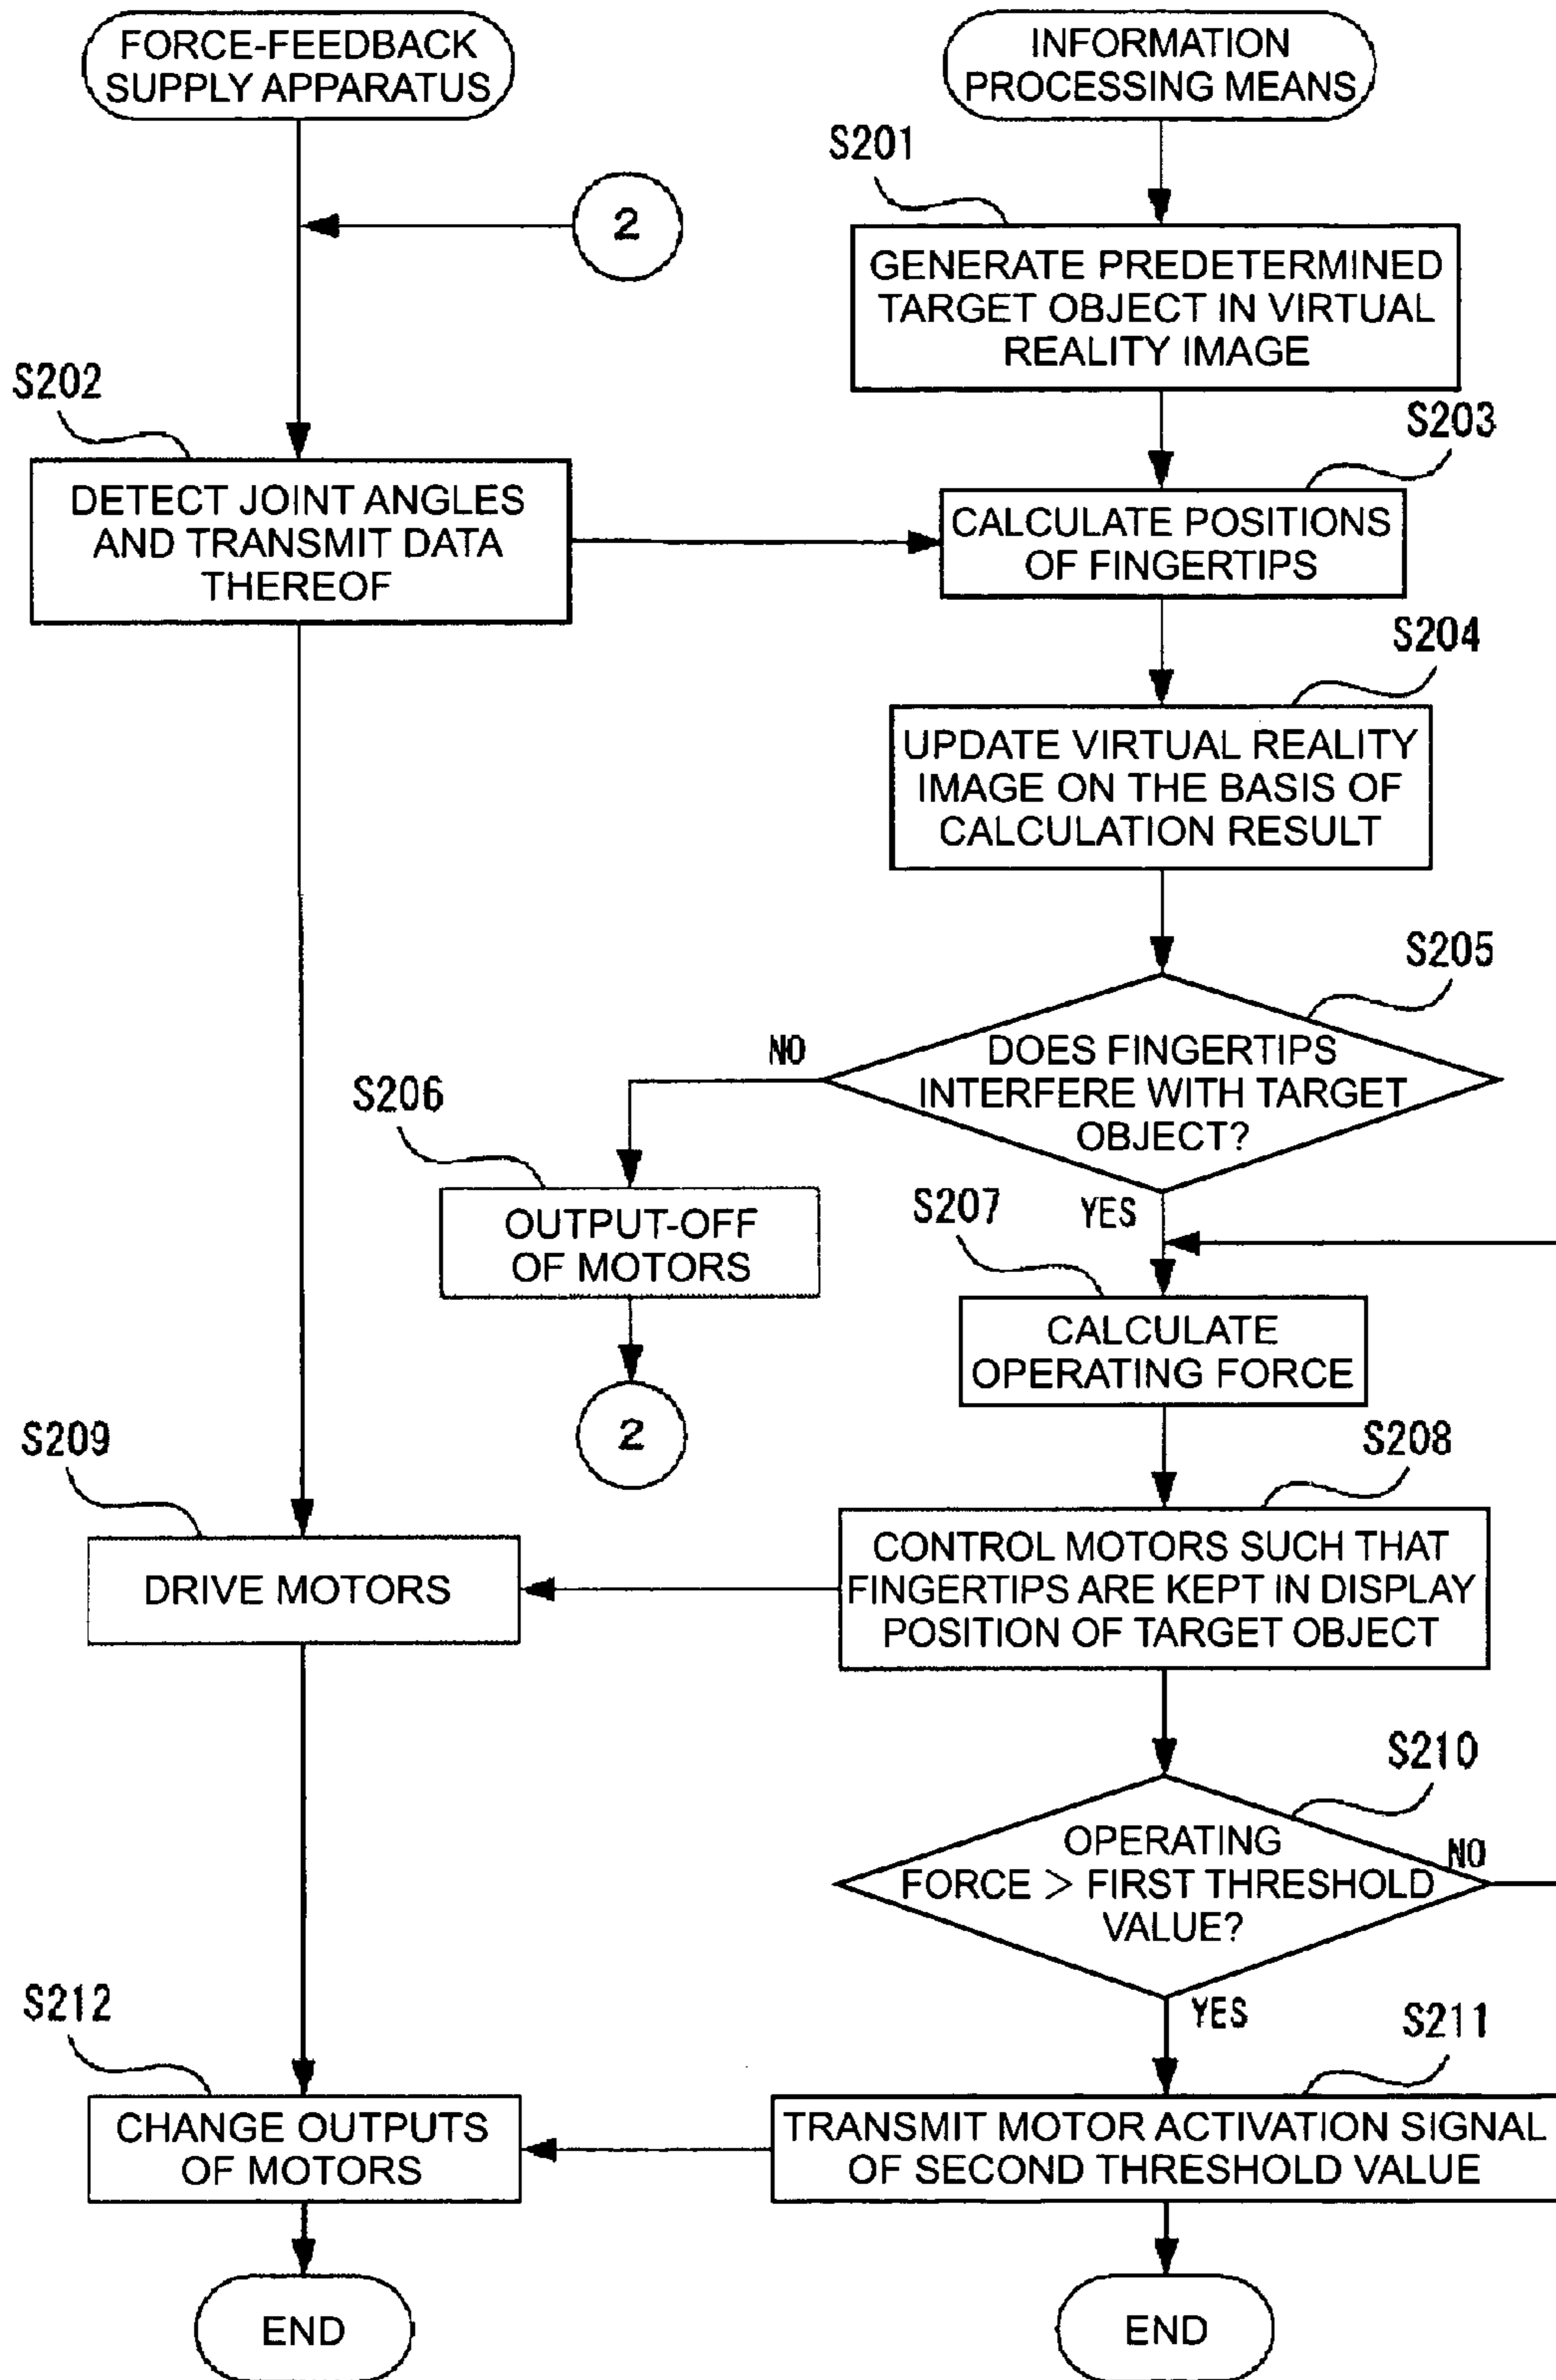 FORCE-FEEDBACK
SUPPLY APPARATUS
INFORMATION
PROCESSING MEANS
S201
2
GENERATE PREDETERMINED
TARGET OBJECT IN VIRTUAL
REALITY IMAGE
S202
S203
DETECT JOINT ANGLES
AND TRANSMIT DATA
THEREOF
CALCULATE POSITIONS
OF FINGERTIPS
S204
UPDATE VIRTUAL REALITY
IMAGE ON THE BASIS OF
CALCULATION RESULT
S205
NO
DOES FINGERTIPS
INTERFERE WITH TARGET
OBJECT?
S206
YES
S207
OUTPUT-OFF
OF MOTORS
CALCULATE
OPERATING FORCE
2
S209
S208
DRIVE MOTORS
CONTROL MOTORS SUCH THAT
FINGERTIPS ARE KEPT IN DISPLAY
POSITION OF TARGET OBJECT
S210
OPERATING
FORCE > FIRST THRESHOLD
VALUE?
NO
YES
S212
S211
CHANGE OUTPUTS
OF MOTORS
TRANSMIT MOTOR ACTIVATION SIGNAL
OF SECOND THRESHOLD VALUE
END
END